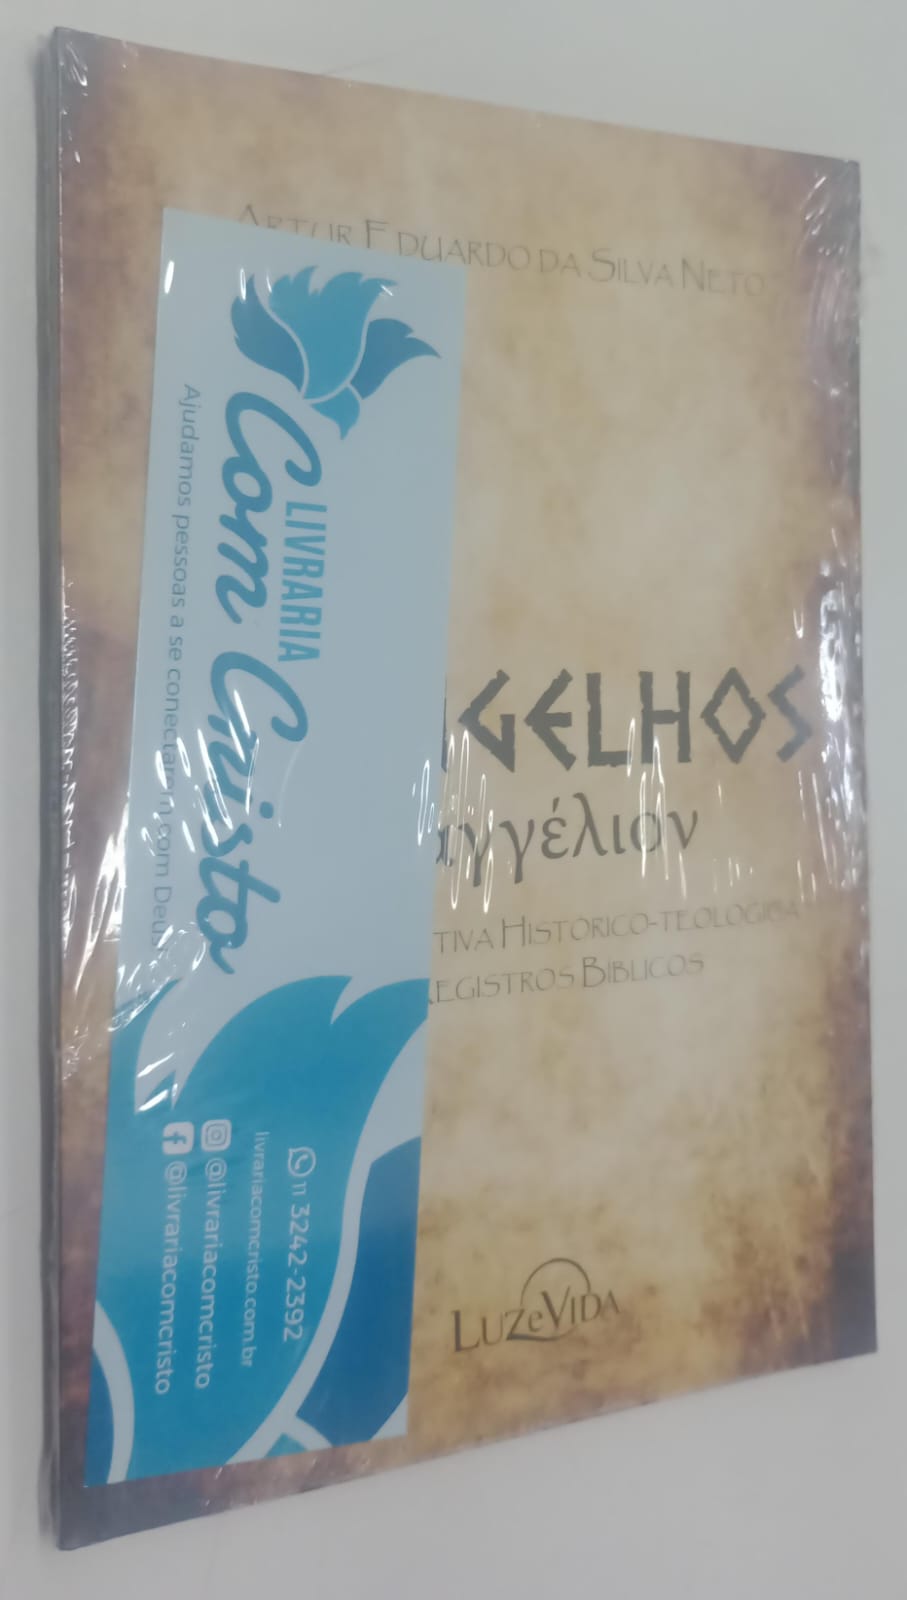 ARTUR EDUARDO DA SILVA NETO
GELHOS
αγγέλιον
TIVA HISTÓRICO-TEOLÓGICA
REGISTROS BÍBLICOS
LUZeVIDA
LIVRARIA
Com Cristo
Ajudamos pessoas a se conectarem com Deus
11 3242-2392
livrariacomcristo.com.br
@livrariacomcristo
@livrariacomcristo